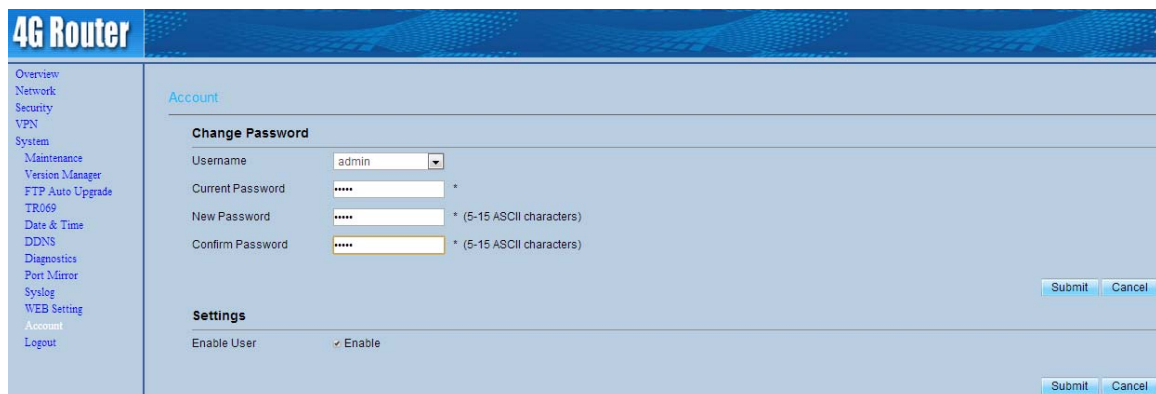 4G Router
Overview
Network
Security
VPN
System
Maintenance
Version Manager
FTP Auto Upgrade
TR069
Date & Time
DDNS
Diagnostics
Port Mirror
Syslog
WEB Setting
Account
Logout
Account
Change Password
Username admin
Current Password ••••• *
New Password ••••• * (5-15 ASCII characters)
Confirm Password ••••• * (5-15 ASCII characters)
Submit Cancel
Settings
Enable User Enable
Submit Cancel